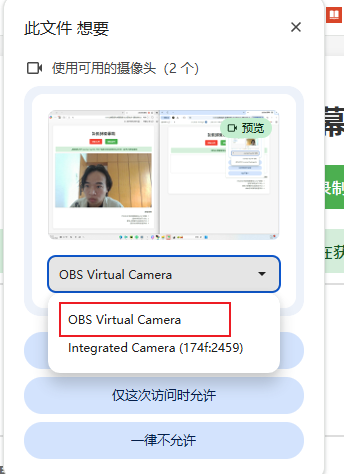 此文件 想要
使用可用的摄像头（2 个）
预览
OBS Virtual Camera
OBS Virtual Camera
Integrated Camera (174f:2459)
仅这次访问时允许
一律不允许
幕
录制
在获